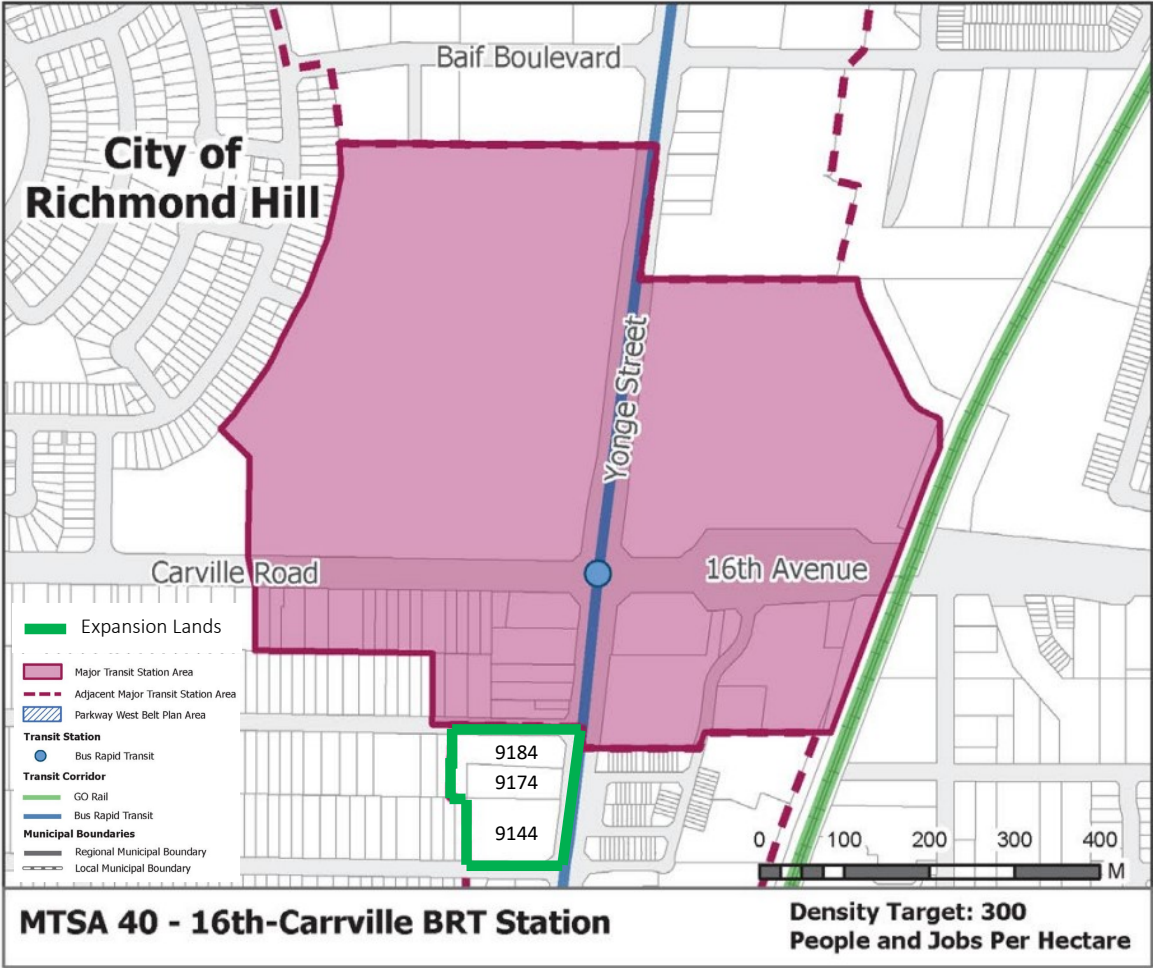 Baif Boulevard
City of
Richmond Hill
Yonge Street
Carville Road
16th Avenue
Expansion Lands
Major Transit Station Area
Adjacent Major Transit Station Area
Parkway West Belt Plan Area
Transit Station
Bus Rapid Transit
Transit Corridor
GO Rail
Bus Rapid Transit
Municipal Boundaries
Regional Municipal Boundary
Local Municipal Boundary
9184
9174
9144
0 100 200 300 400
M
MTSA 40 - 16th-Carrville BRT Station
Density Target: 300
People and Jobs Per Hectare